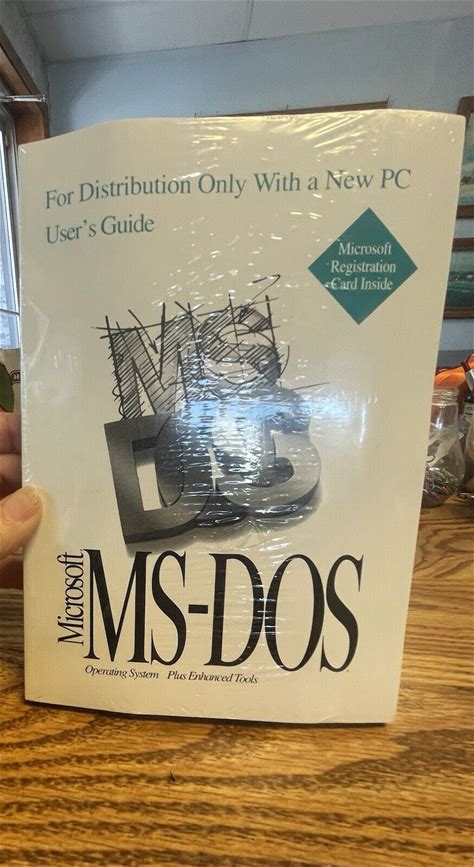 For Distribution Only With a New PC
User's Guide
Microsoft
Registration
Card Inside
MS
DOS
Microsoft
MS-DOS
Operating System Plus Enhanced Tools